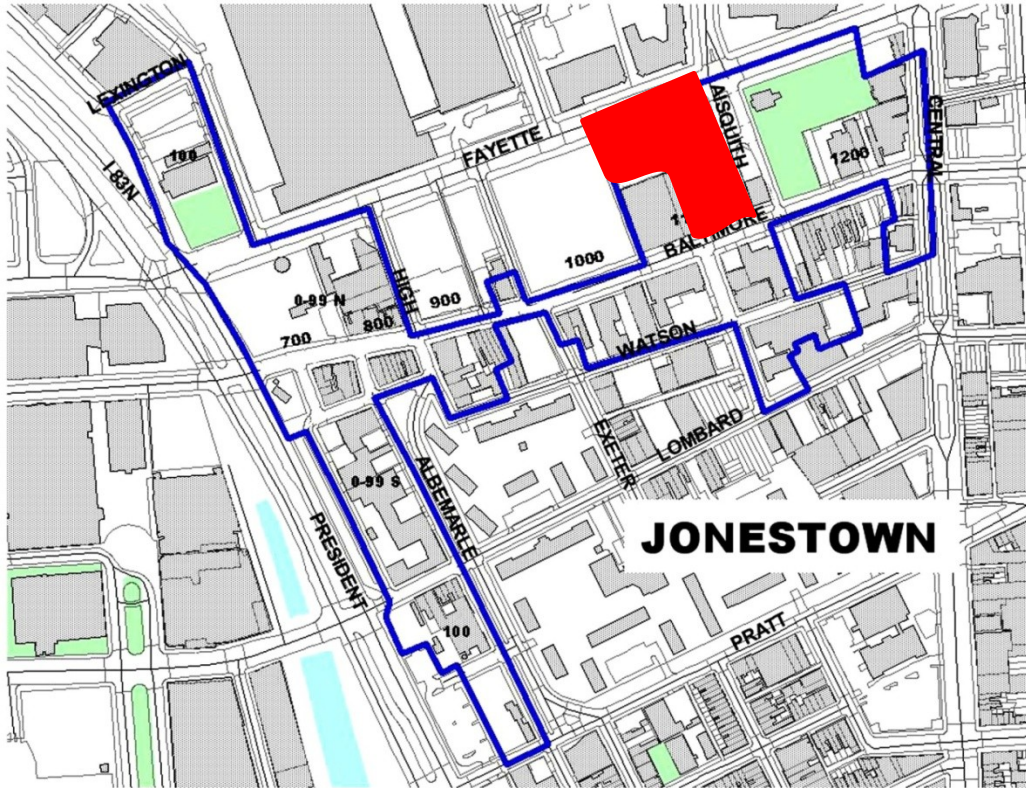 LEXINGTON
100
I-83N
FAYETTE
AISQUITH
CENTRAL
1200
BALTIMORE
1000
HIGH
900
0-99 N
800
700
WATSON
EXETER
LOMBARD
0-99 S
ALBEMARLE
PRESIDENT
JONESTOWN
100
PRATT